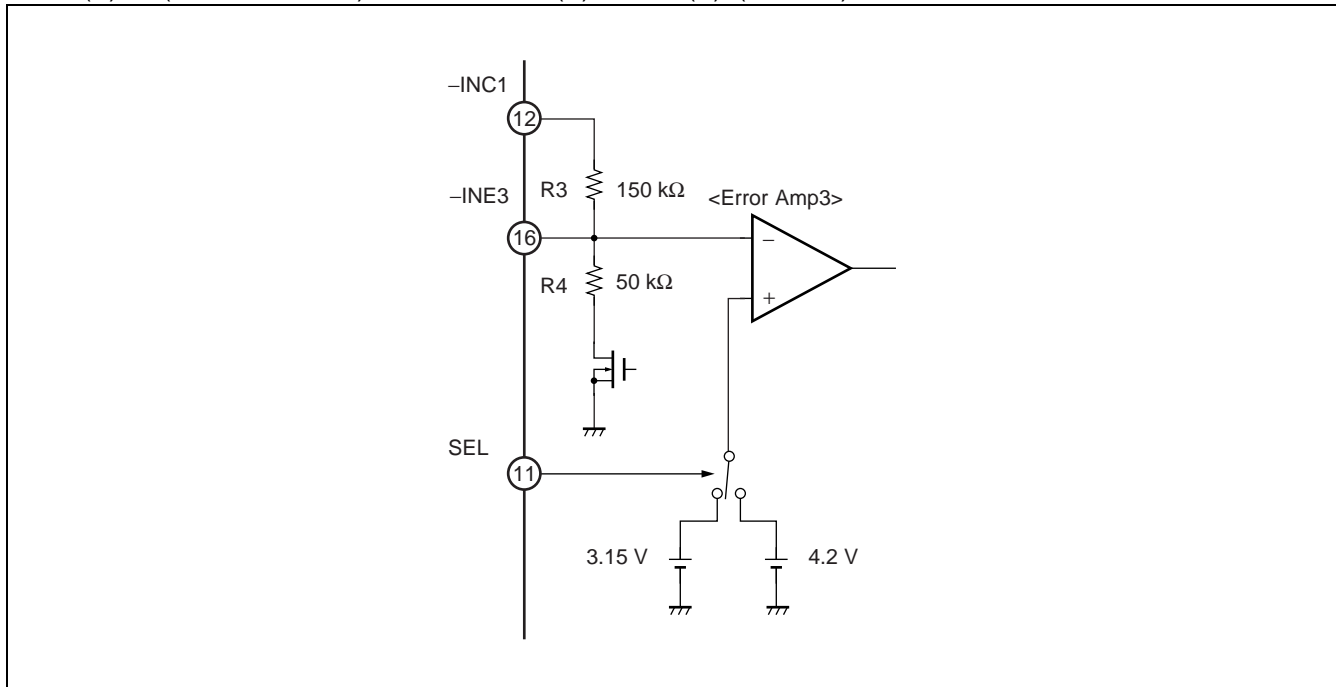 −INC1
12
R3 150 kΩ
<Error Amp3>
−INE3
16
−
R4 50 kΩ
+
SEL
11
3.15 V
4.2 V